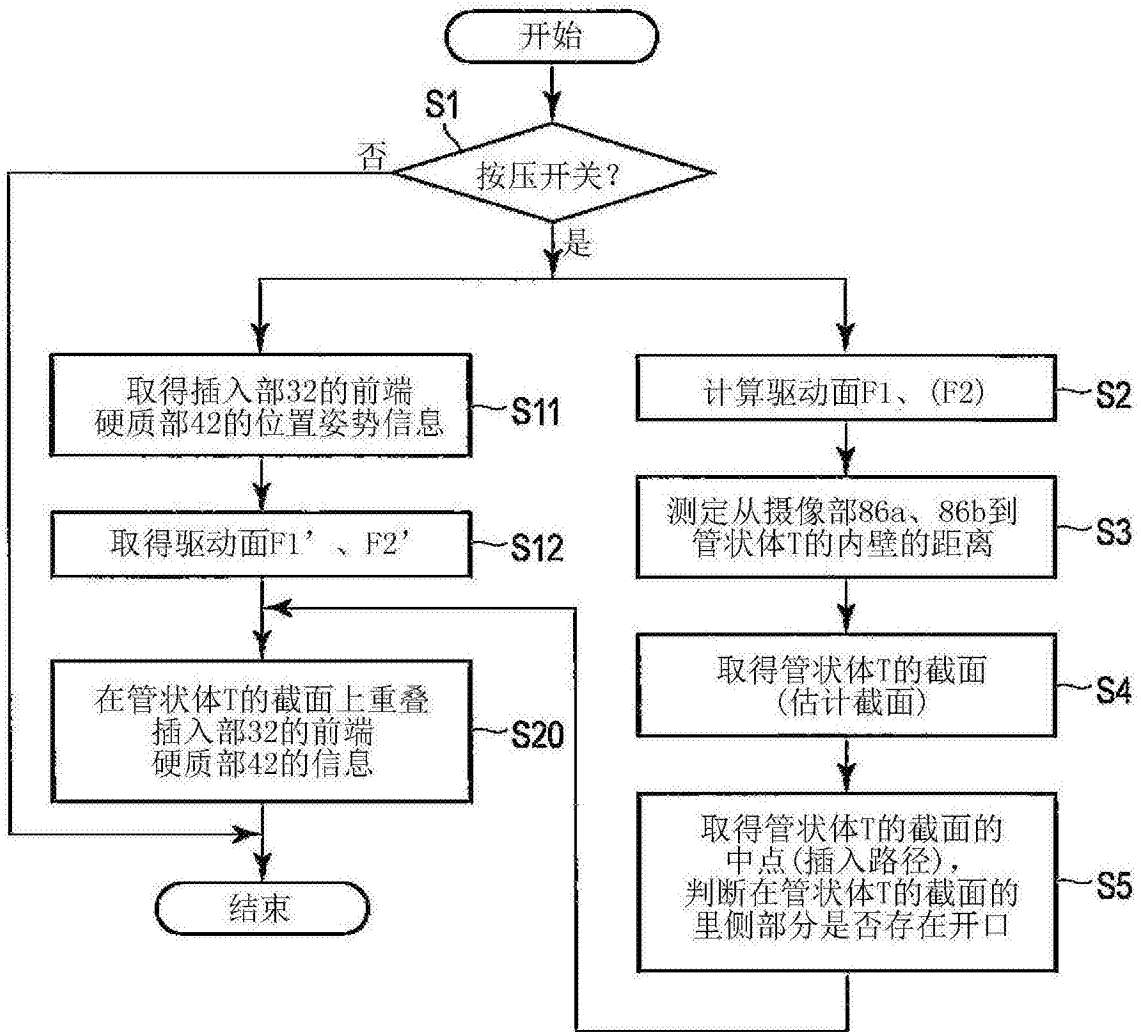 开始
S1
否
按压开关？
是
取得插入部32的前端
硬质部42的位置姿势信息
S11
取得驱动面F1’、F2’
S12
在管状体T的截面上重叠
插入部32的前端
硬质部42的信息
S20
结束
计算驱动面F1、(F2)
S2
测定从摄像部86a、86b到
管状体T的内壁的距离
S3
取得管状体T的截面
(估计截面)
S4
取得管状体T的截面的
中点(插入路径)，
判断在管状体T的截面的
里侧部分是否存在开口
S5